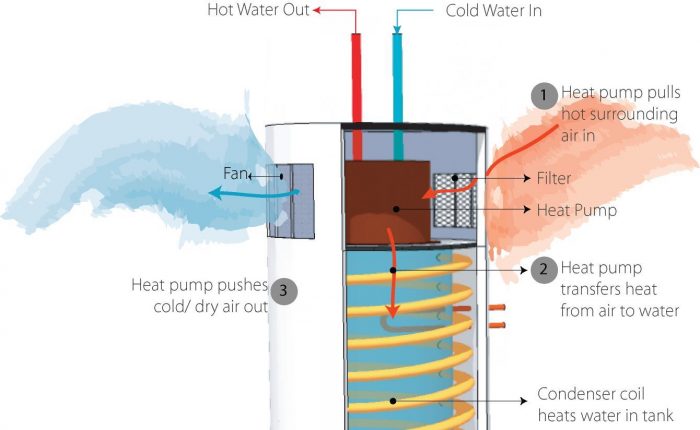 Hot Water Out
Cold Water In
1
Heat pump pulls
hot surrounding
air in
Fan
Filter
Heat Pump
Heat pump pushes
cold/ dry air out
3
2
Heat pump
transfers heat
from air to water
Condenser coil
heats water in tank